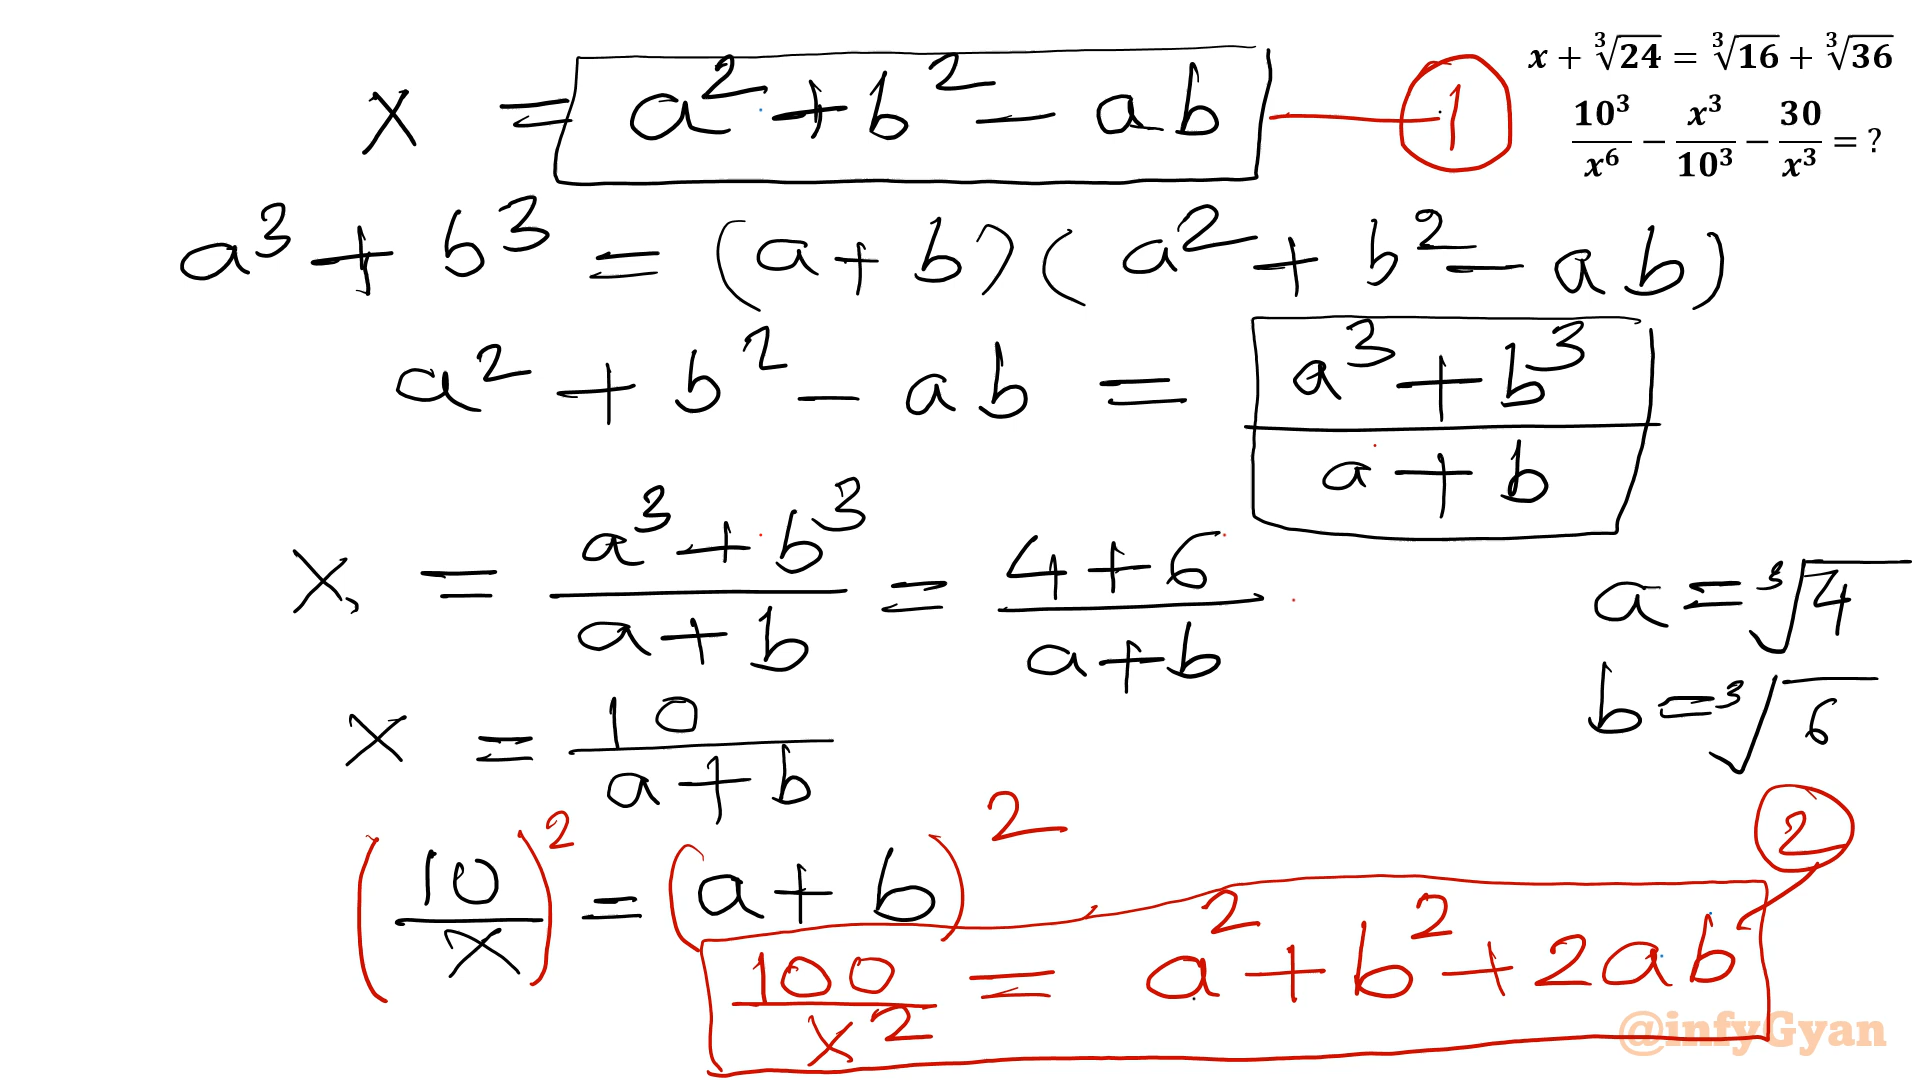 x + ∛24 = ∛16 + ∛36
10³/x⁶ − x³/10³ − 30/x³ = ?
x = a² + b² − ab — 1
a³ + b³ = (a + b)(a² + b² − ab)
a² + b² − ab = a³ + b³ / a + b
x = a³ + b³ / a + b = 4 + 6 / a + b
a = ∛4
b = ∛6
x = 10 / a + b
2
(10/x)² = (a + b)²
100/x² = a² + b² + 2ab
@infyGyan